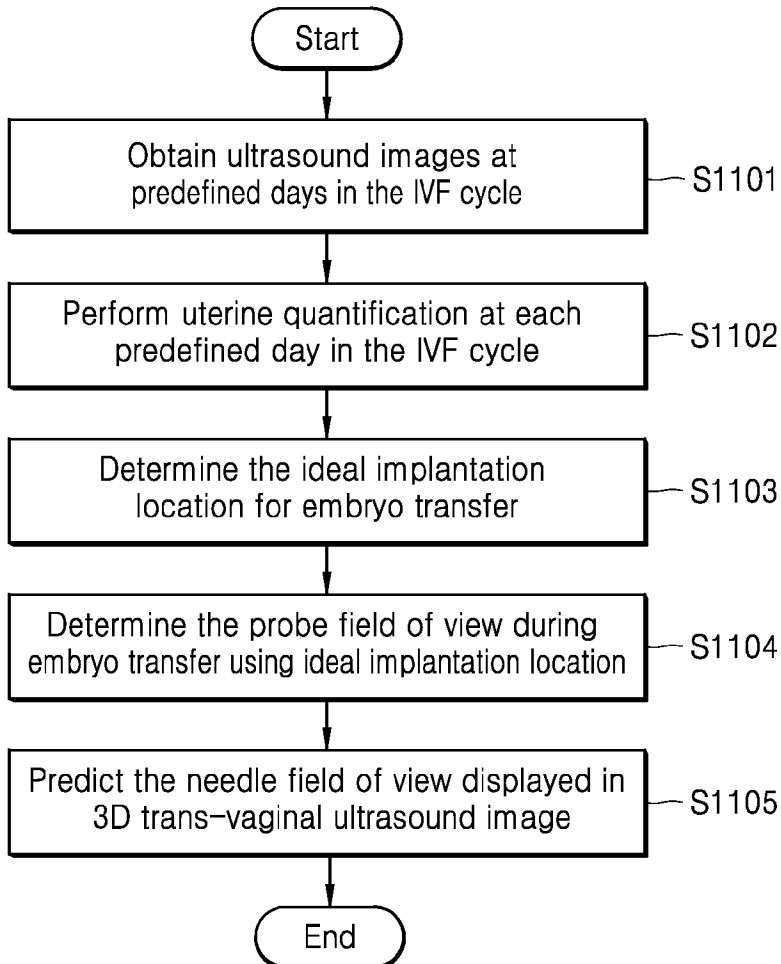 Start
Obtain ultrasound images at
predefined days in the IVF cycle
S1101
Perform uterine quantification at each
predefined day in the IVF cycle
S1102
Determine the ideal implantation
location for embryo transfer
S1103
Determine the probe field of view during
embryo transfer using ideal implantation location
S1104
Predict the needle field of view displayed in
3D trans-vaginal ultrasound image
S1105
End